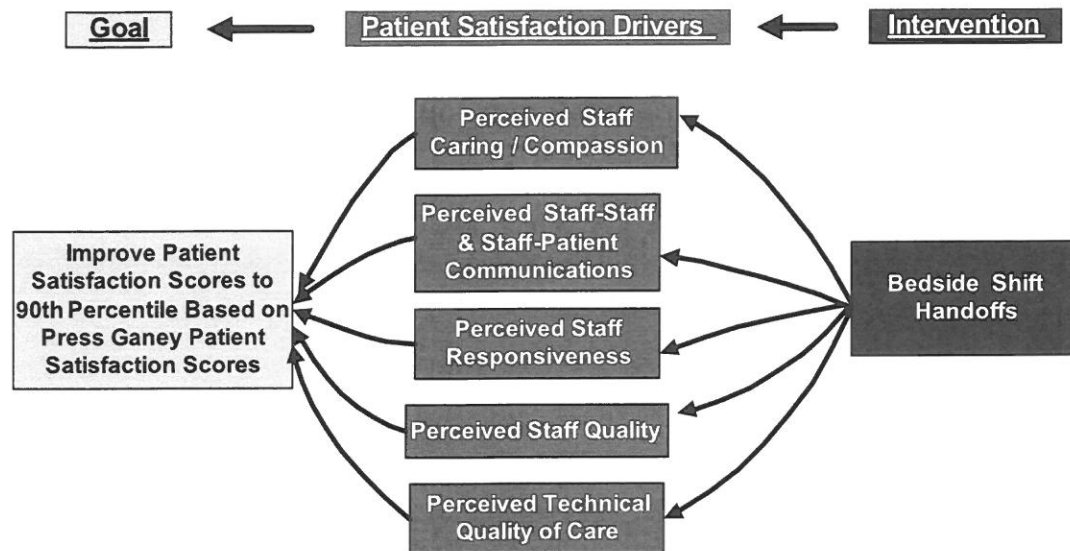 Goal
Patient Satisfaction Drivers
Intervention
Perceived Staff
Caring / Compassion
Perceived Staff-Staff
& Staff-Patient
Communications
Improve Patient
Satisfaction Scores to
90th Percentile Based on
Press Ganey Patient
Satisfaction Scores
Bedside Shift
Handoffs
Perceived Staff
Responsiveness
Perceived Staff Quality
Perceived Technical
Quality of Care